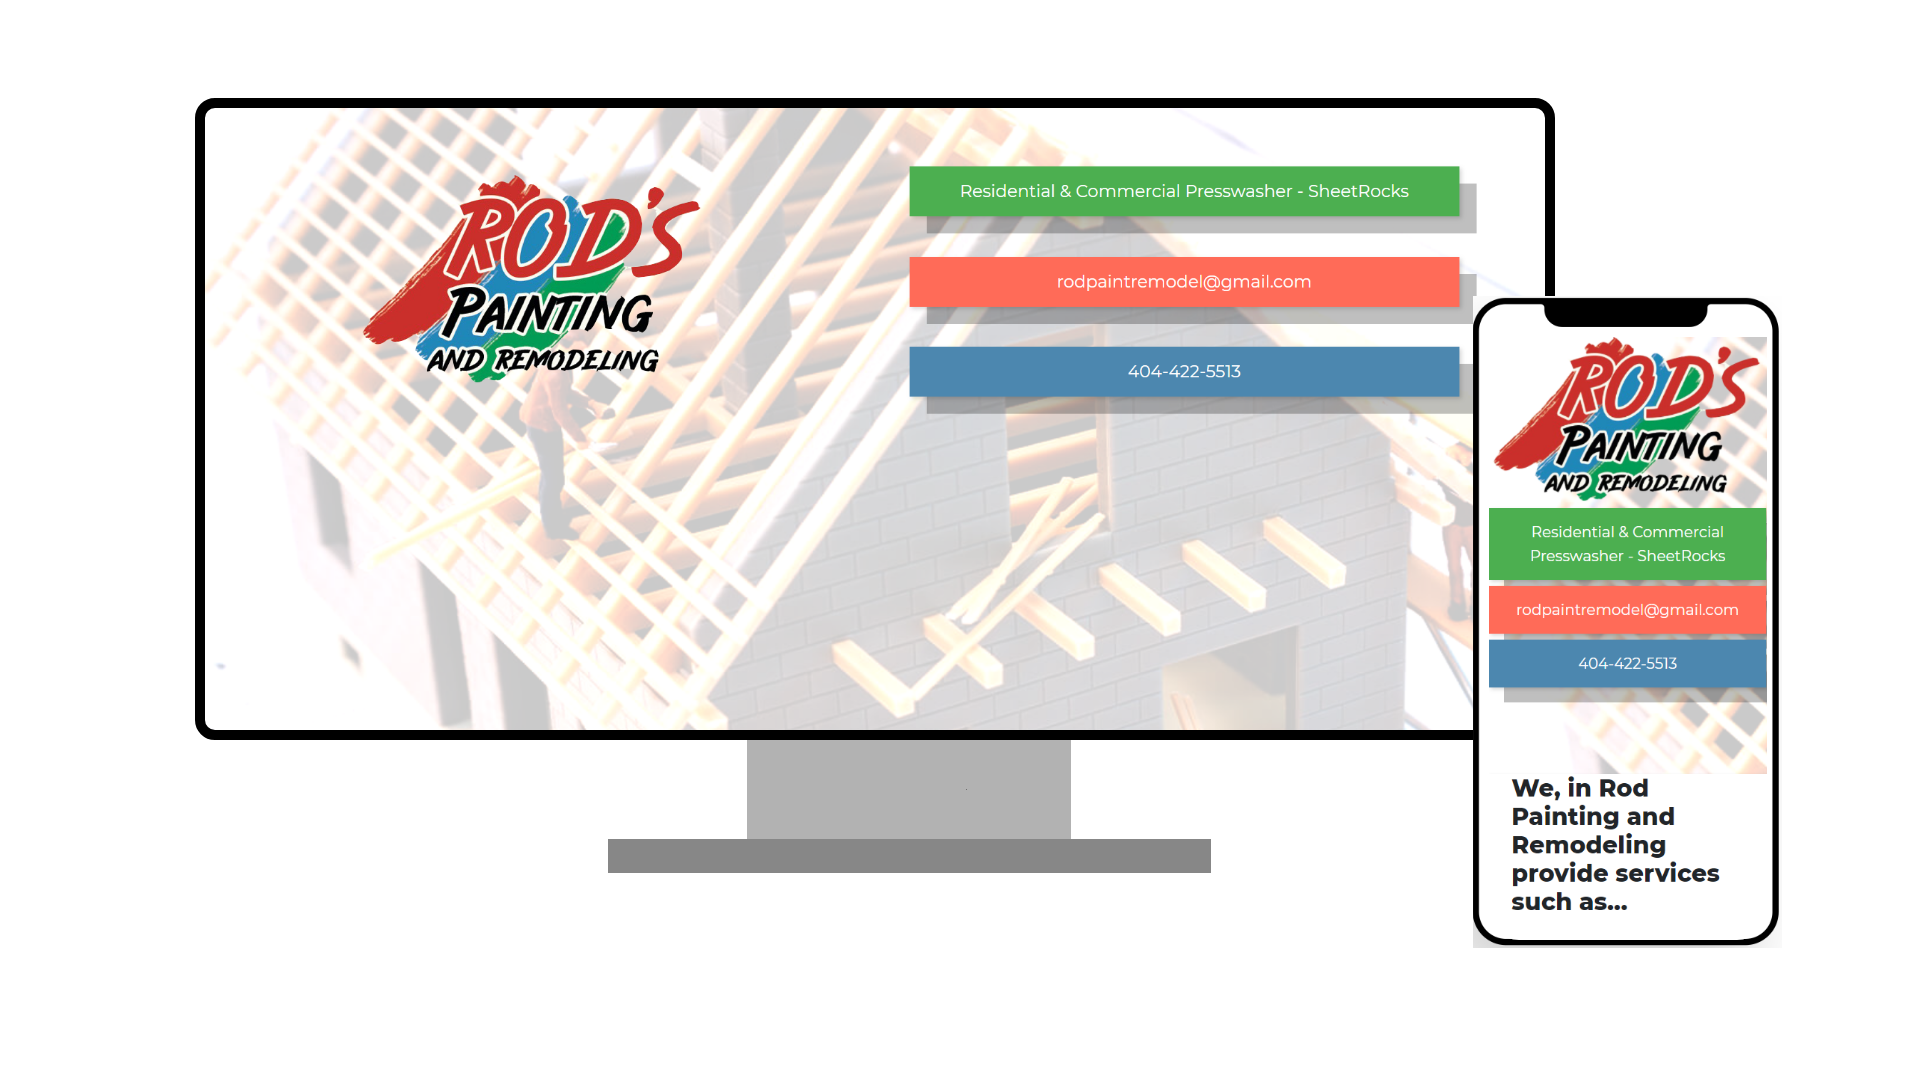 ROD'S
PAINTING
AND REMODELING
Residential & Commercial Presswasher - SheetRocks
rodpaintremodel@gmail.com
404-422-5513
ROD'S
PAINTING
AND REMODELING
Residential & Commercial
Presswasher - SheetRocks
rodpaintremodel@gmail.com
404-422-5513
We, in Rod
Painting and
Remodeling
provide services
such as...